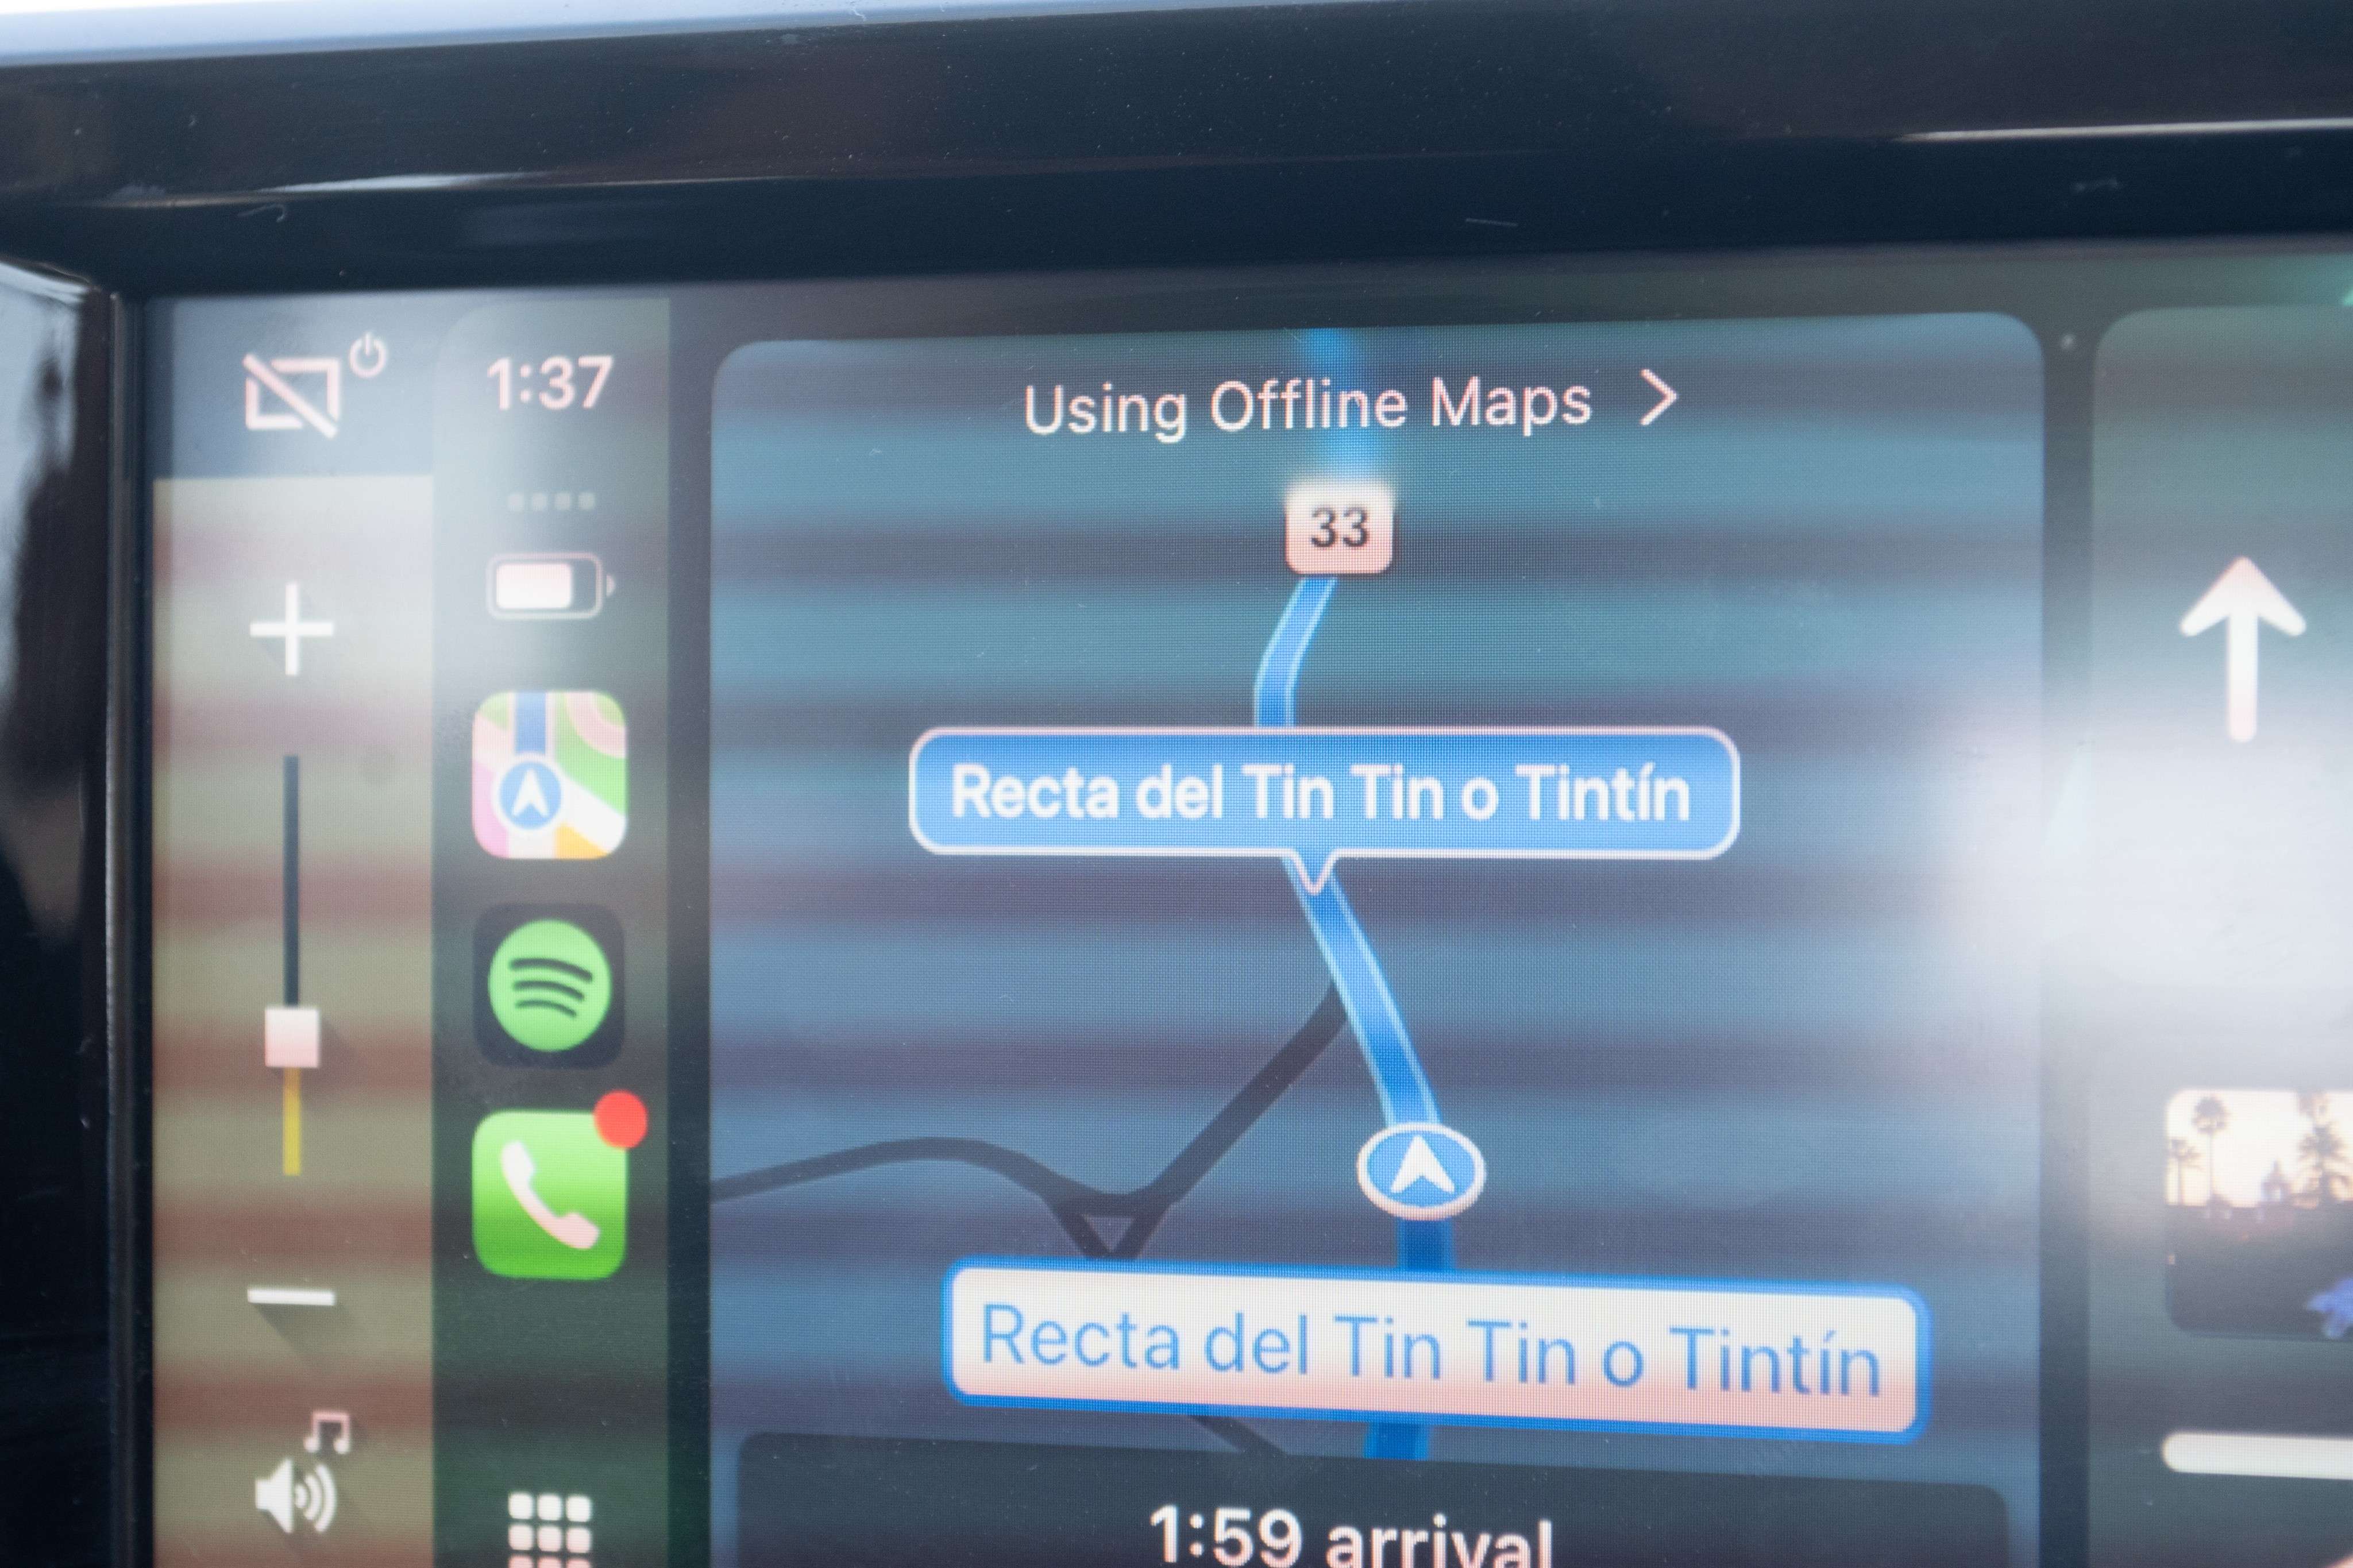 1:37
Using Offline Maps
33
Recta del Tin Tin o Tintín
Recta del Tin Tin o Tintín
1:59 arrival